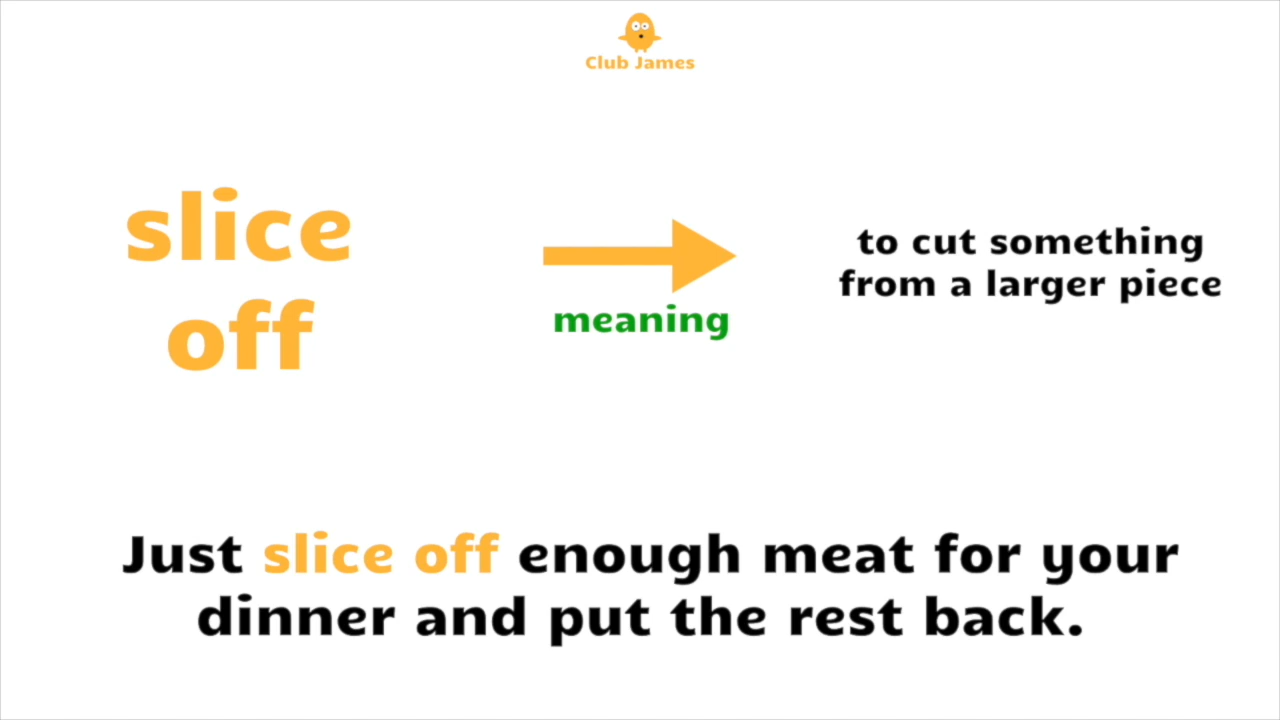 Club James
slice
off
meaning
to cut something
from a larger piece
Just slice off enough meat for your
dinner and put the rest back.